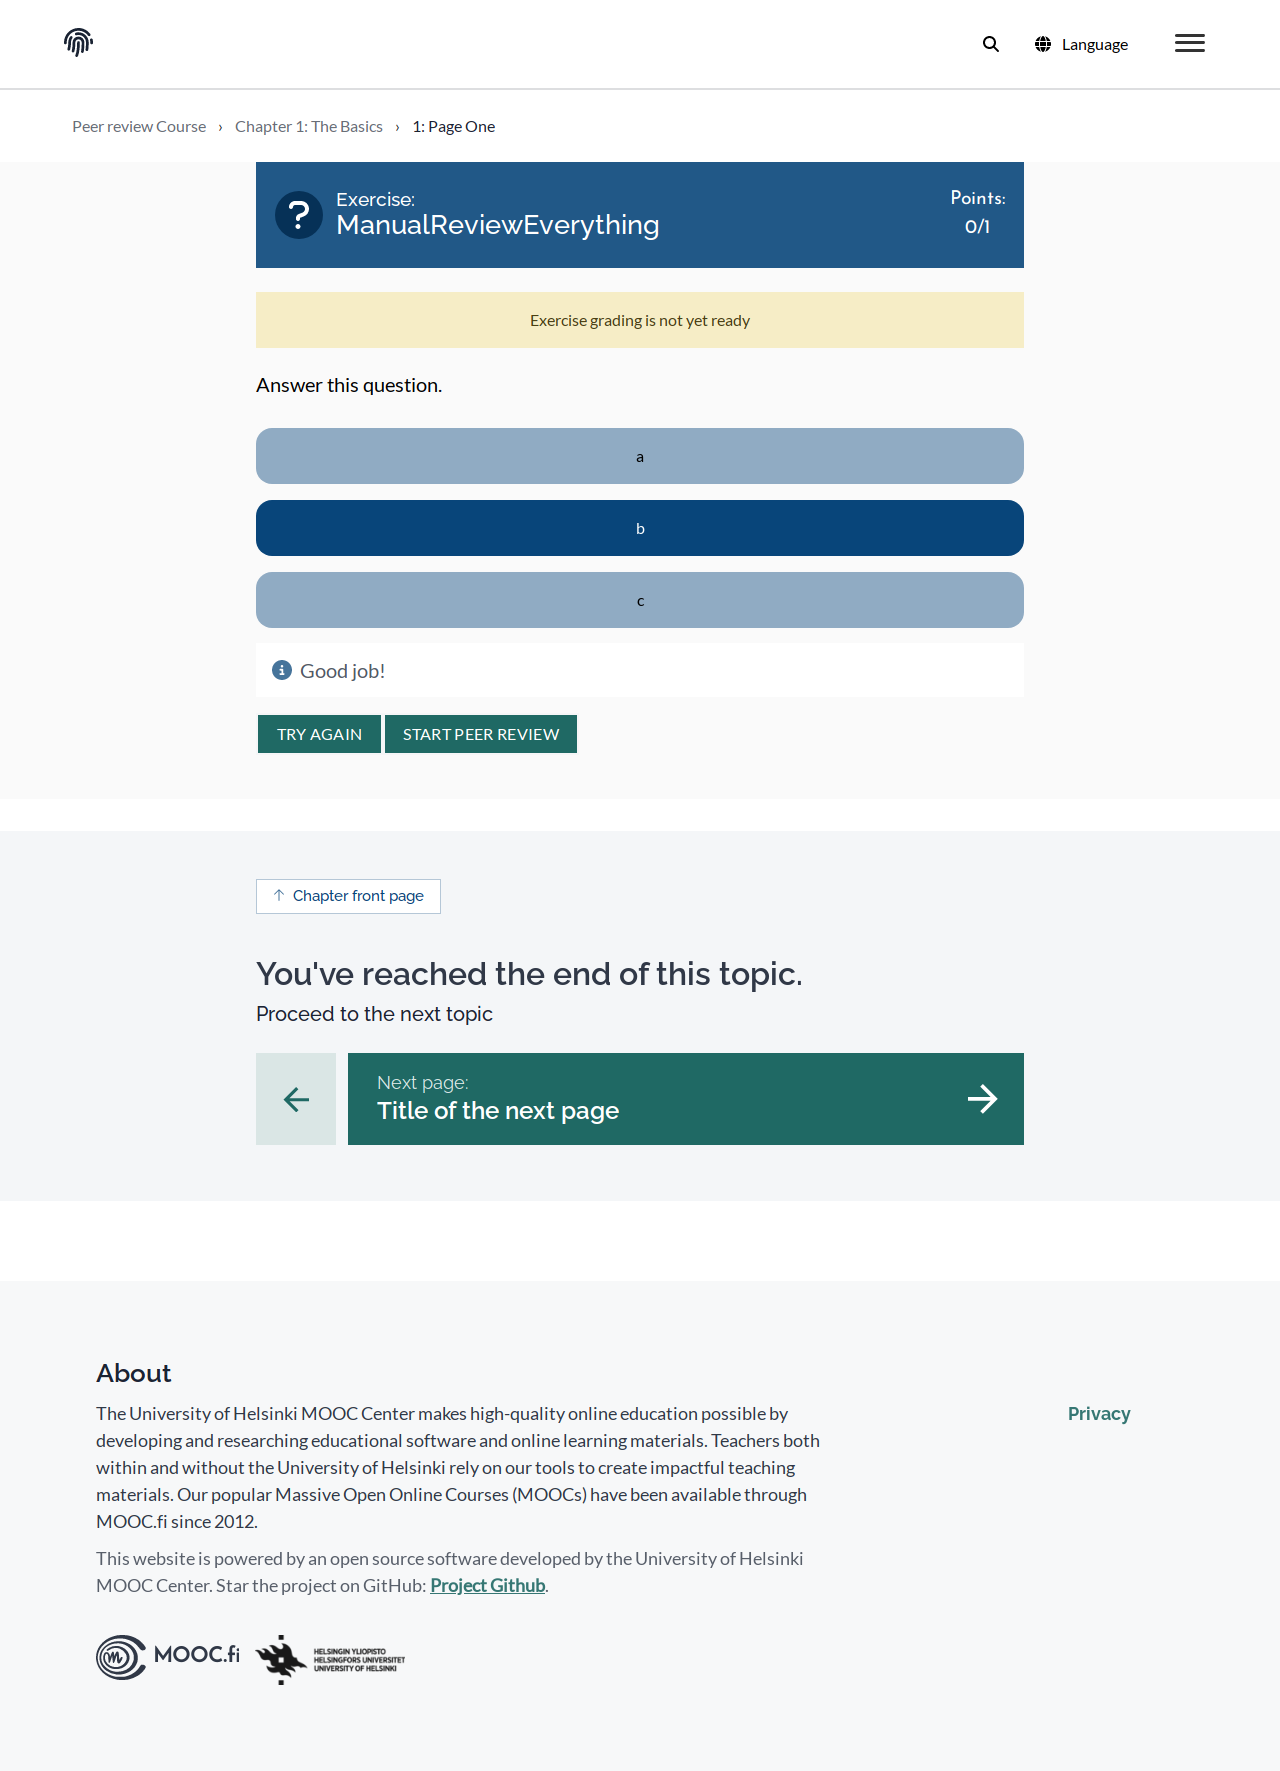 Language
Peer review Course › Chapter 1: The Basics › 1: Page One
Exercise:
ManualReviewEverything
Points:
0/1
Exercise grading is not yet ready
Answer this question.
a
b
c
Good job!
TRY AGAIN
START PEER REVIEW
Chapter front page
You've reached the end of this topic.
Proceed to the next topic
Next page:
Title of the next page
About
The University of Helsinki MOOC Center makes high-quality online education possible by
developing and researching educational software and online learning materials. Teachers both
within and without the University of Helsinki rely on our tools to create impactful teaching
materials. Our popular Massive Open Online Courses (MOOCs) have been available through
MOOC.fi since 2012.
This website is powered by an open source software developed by the University of Helsinki
MOOC Center. Star the project on GitHub: Project Github.
Privacy
MOOC.fi
HELSINGIN YLIOPISTO
HELSINGFORS UNIVERSITET
UNIVERSITY OF HELSINKI